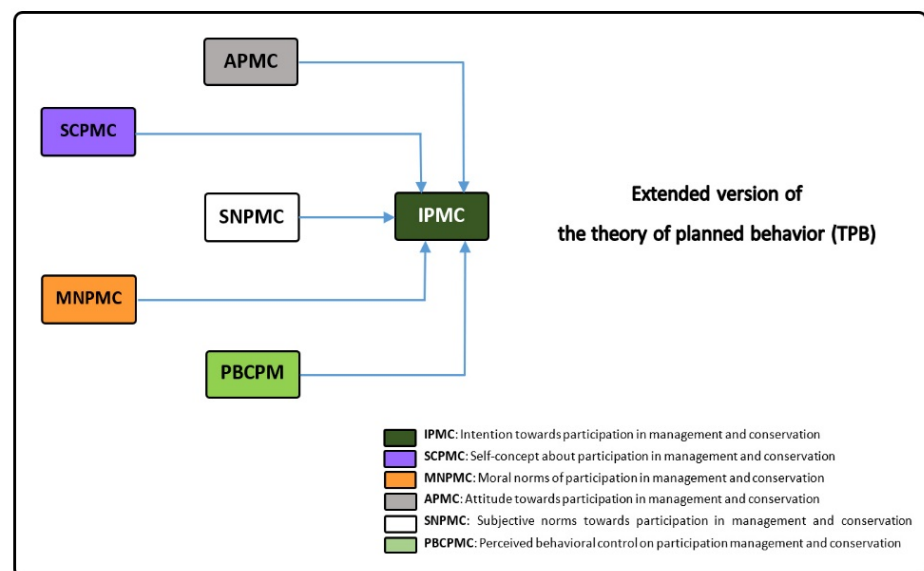 APMC
SCPMC
SNPMC
IPMC
MNPMC
PBCPM
Extended version of
the theory of planned behavior (TPB)
IPMC: Intention towards participation in management and conservation
SCPMC: Self-concept about participation in management and conservation
MNPMC: Moral norms of participation in management and conservation
APMC: Attitude towards participation in management and conservation
SNPMC: Subjective norms towards participation in management and conservation
PBCPMC: Perceived behavioral control on participation management and conservation